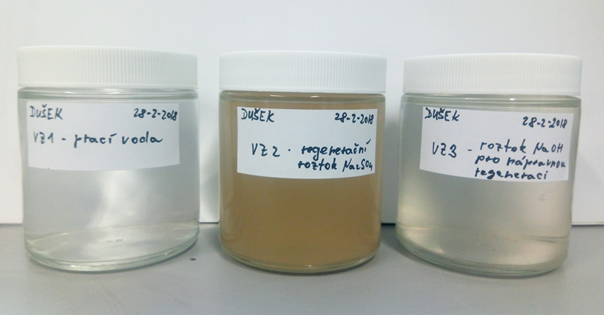 DUŠEK 28-2-2018
VZ1 - prací voda
DUŠEK 28-2-2018
VZ2 - regenerační
roztok Na₂SO₄
DUŠEK 28-2-2018
VZ3 - roztok NaOH
pro nápravnou
regeneraci